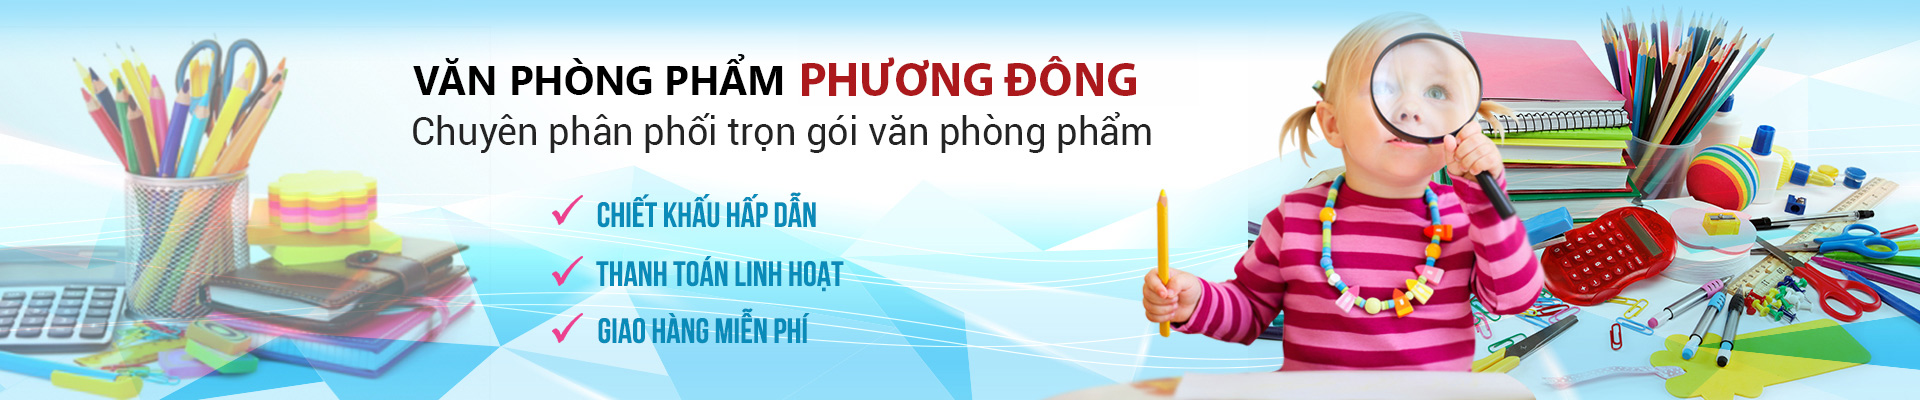 VĂN PHÒNG PHẨM PHƯƠNG ĐÔNG
Chuyên phân phối trọn gói văn phòng phẩm
CHIẾT KHẤU HẤP DẪN
THANH TOÁN LINH HOẠT
GIAO HÀNG MIỄN PHÍ